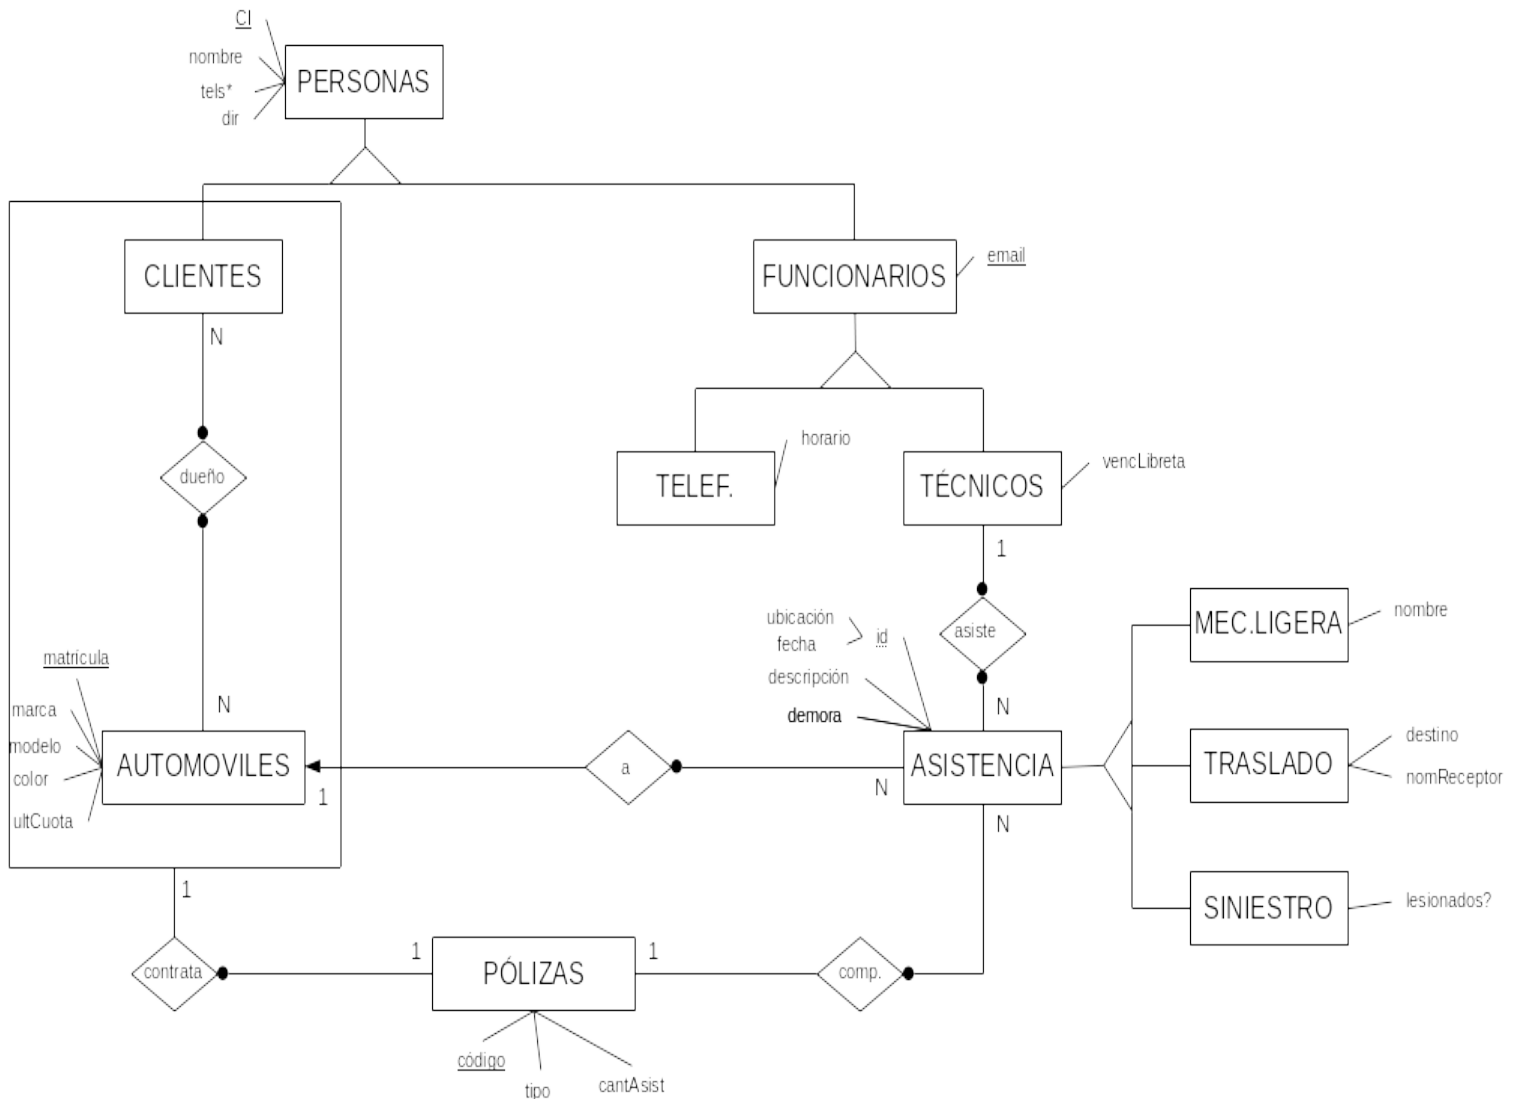 CI
nombre
tels*
dir
PERSONAS
CLIENTES
FUNCIONARIOS
email
N
dueño
N
TELEF.
horario
TÉCNICOS
vencLibreta
1
asiste
N
ubicación
fecha
id
descripción
demora
matrícula
marca
modelo
color
ultCuota
AUTOMOVILES
1
a
N
ASISTENCIA
N
MEC.LIGERA
nombre
TRASLADO
destino
nomReceptor
SINIESTRO
lesionados?
1
contrata
1
PÓLIZAS
1
comp.
código
tipo
cantAsist